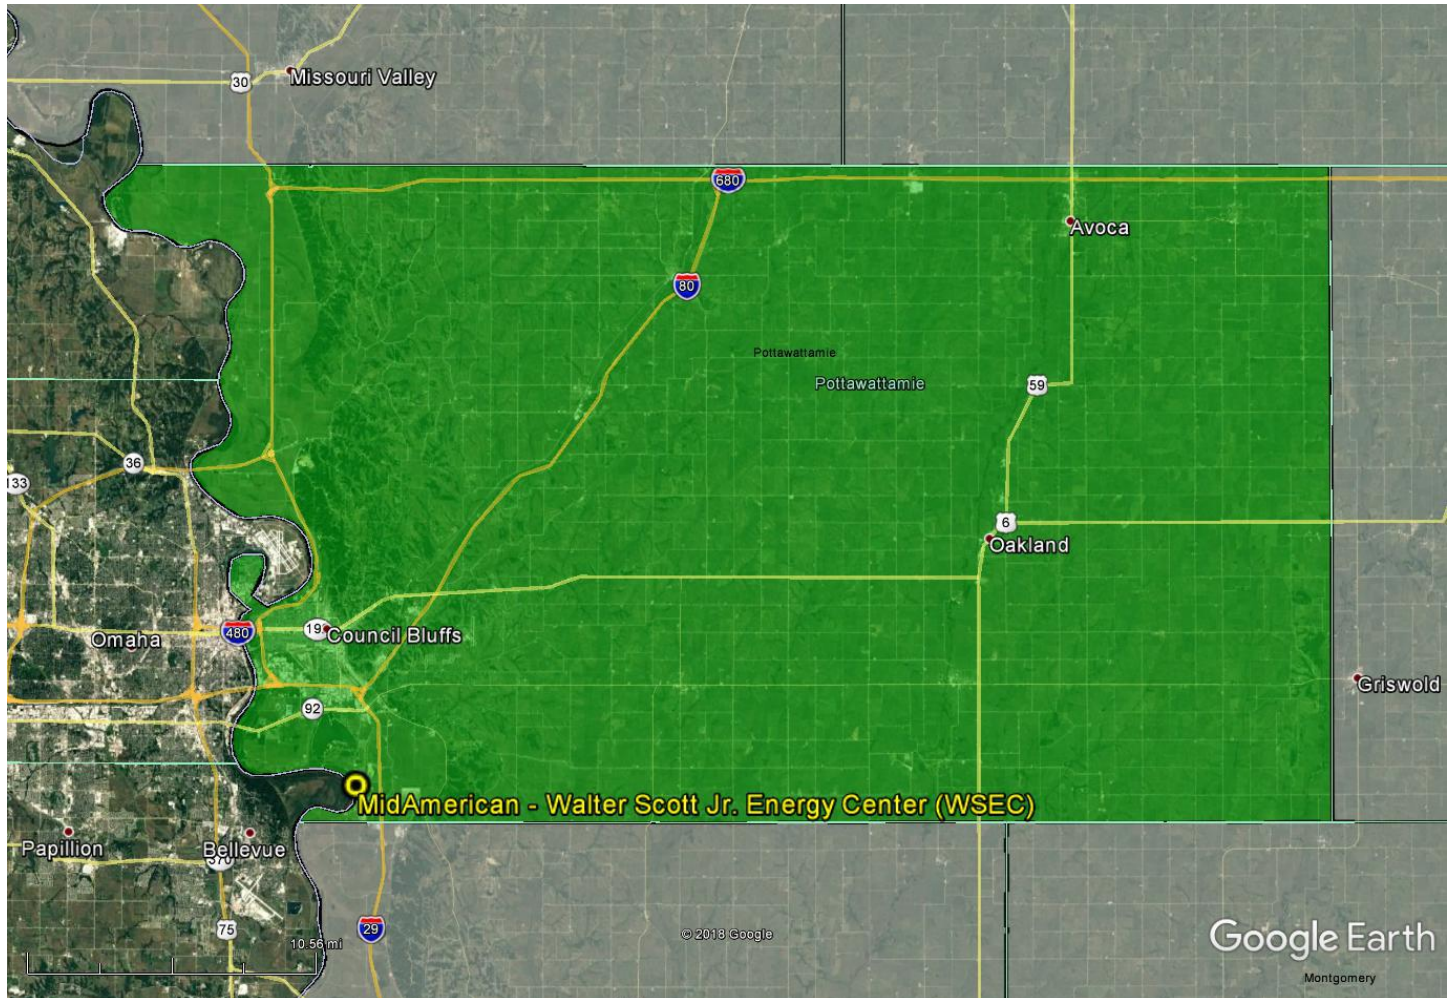 Missouri Valley
30
680
Avoca
80
Pottawattamie
Pottawattamie
59
36
133
6
Oakland
480
19
Council Bluffs
Omaha
Griswold
92
MidAmerican - Walter Scott Jr. Energy Center (WSEC)
Papillion
Bellevue
370
75
29
10.56 mi
© 2018 Google
Google Earth
Montgomery